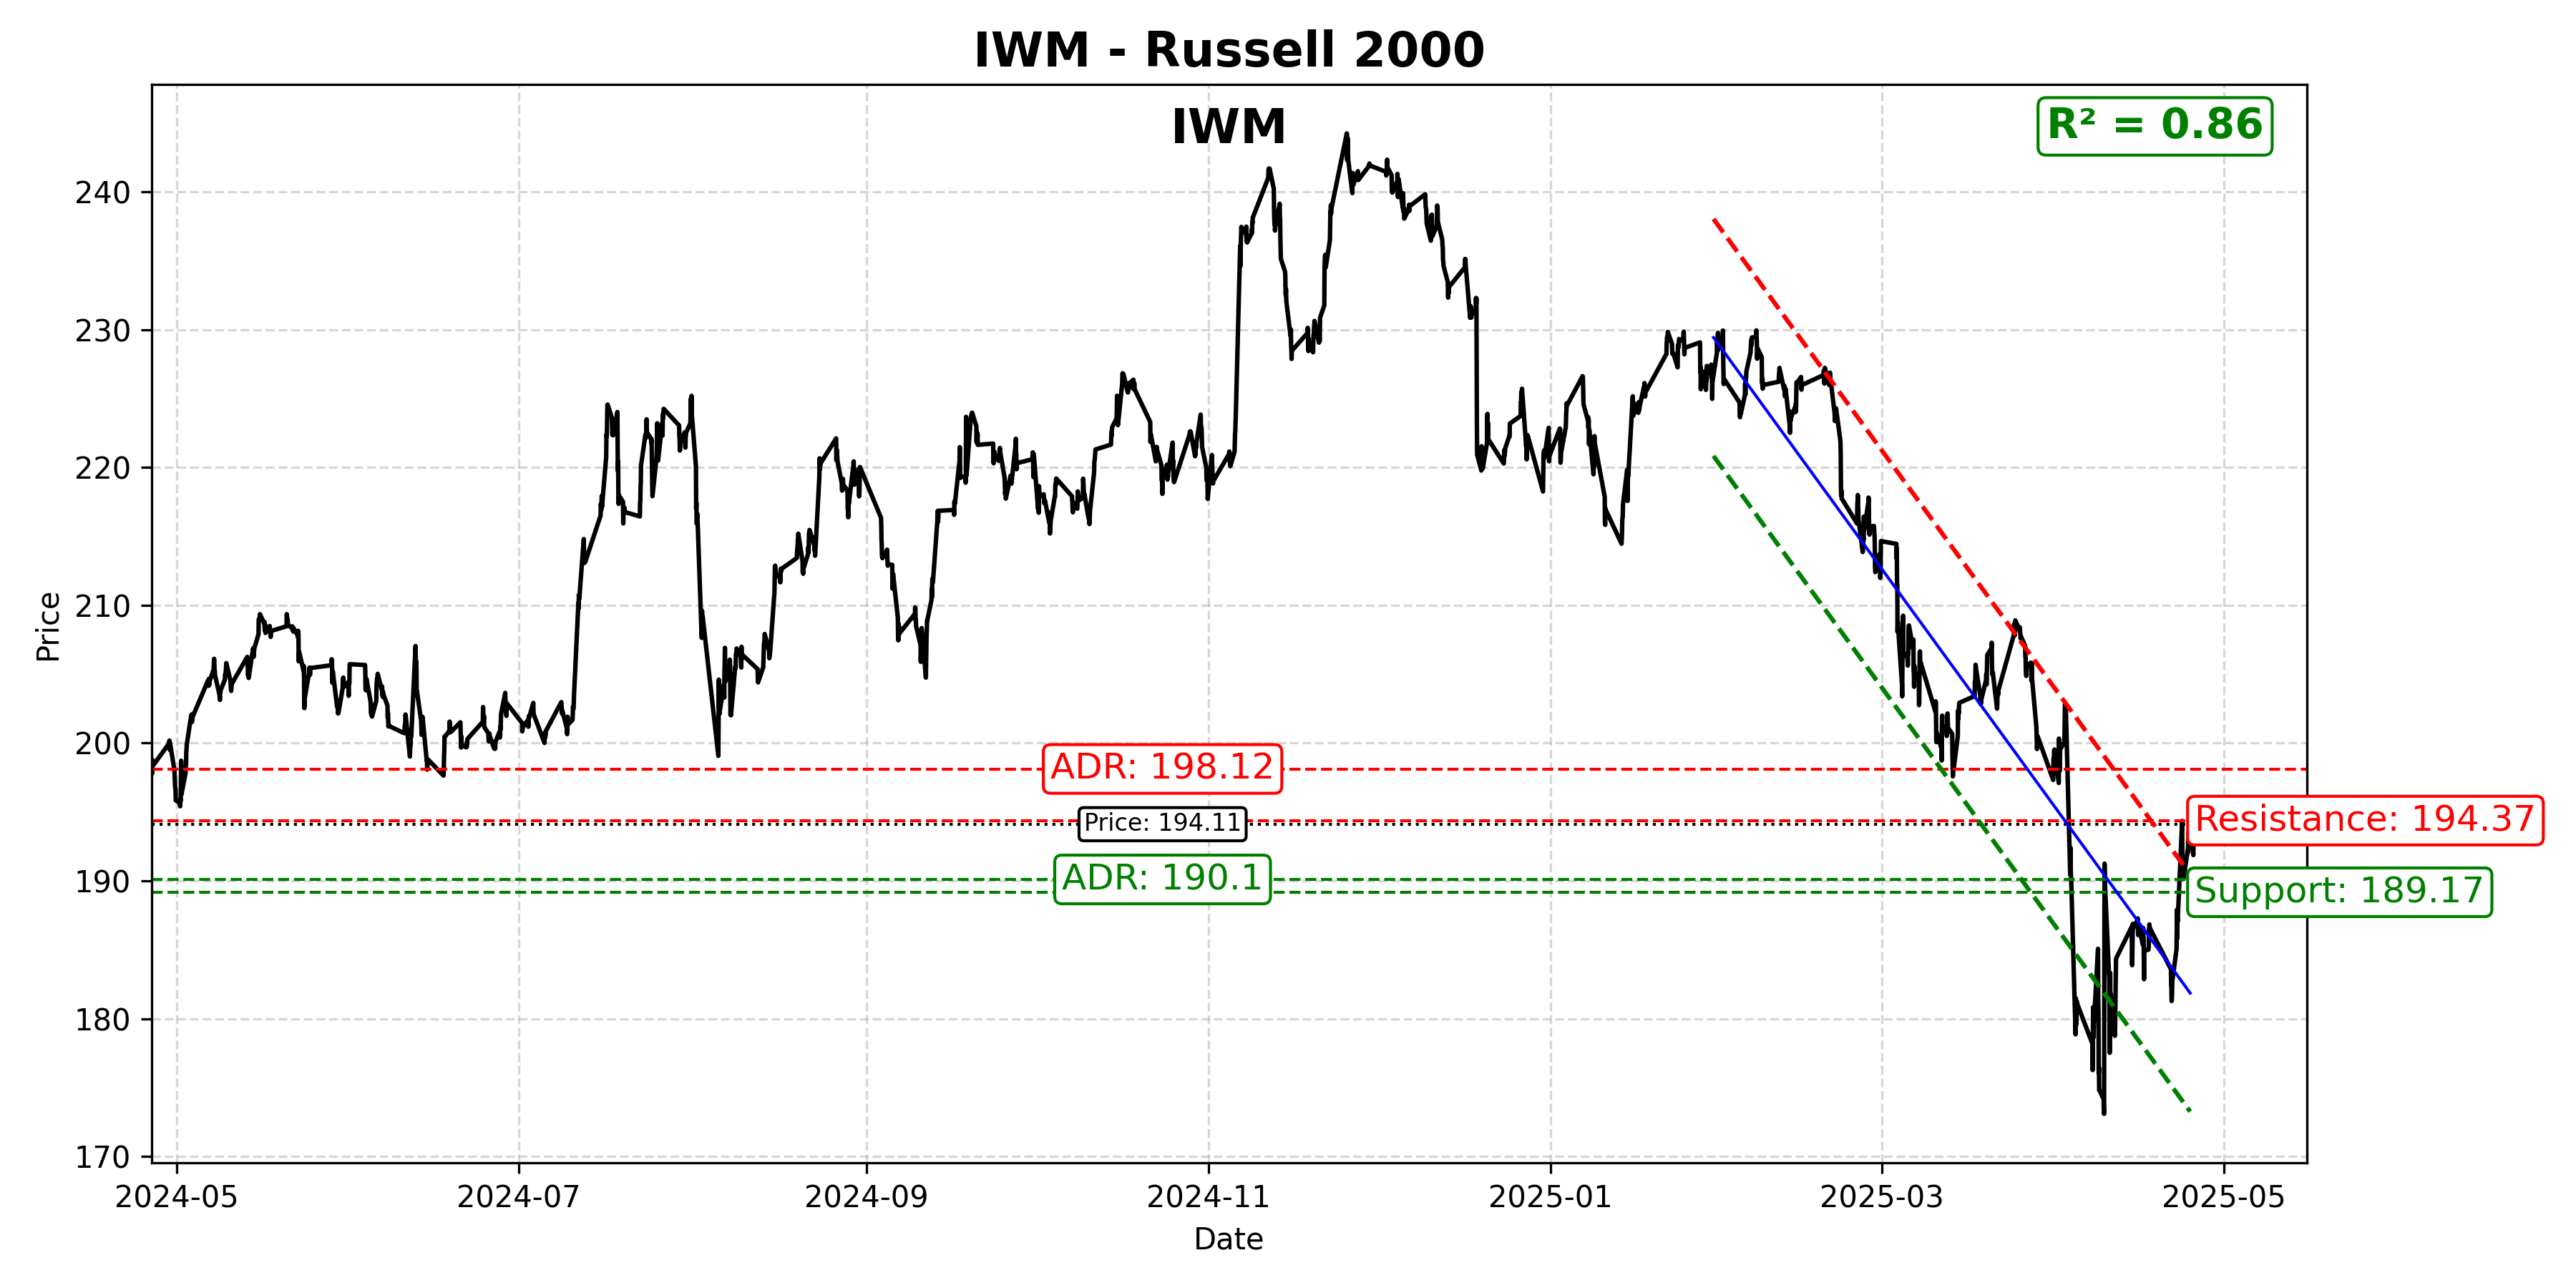 IWM - Russell 2000
IWM
R² = 0.86
240
230
220
210
200
190
180
170
Price
ADR: 198.12
Price: 194.11
ADR: 190.1
Resistance: 194.37
Support: 189.17
2024-05
2024-07
2024-09
2024-11
2025-01
2025-03
2025-05
Date